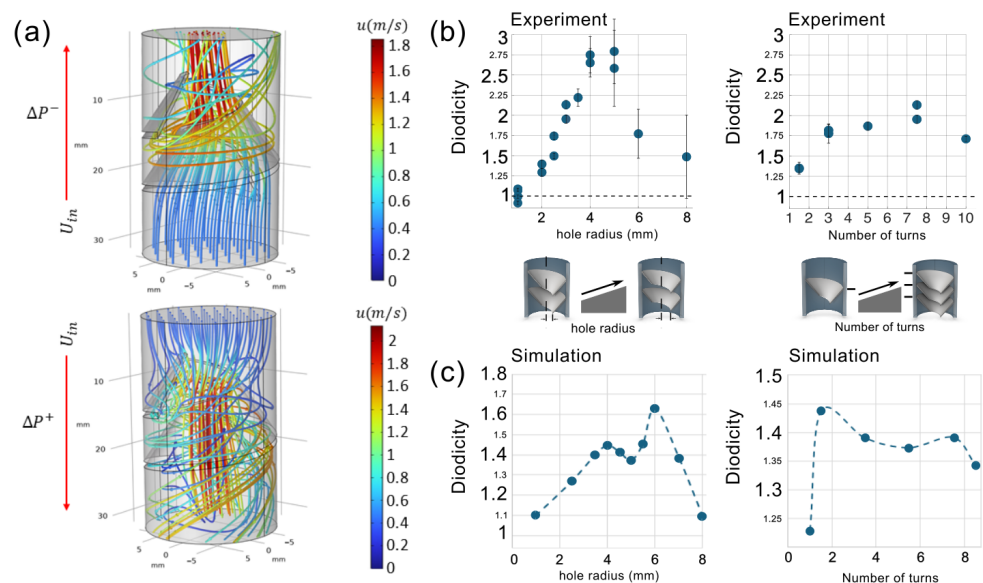 (a)
u(m/s)
1.8
1.6
1.4
1.2
1.0
0.8
0.6
0.4
0.2
0
ΔP⁻
U_in
10
mm
20
30
5
0
mm
−5
5
0
−5
mm
u(m/s)
2
1.8
1.6
1.4
1.2
1.0
0.8
0.6
0.4
0.2
0
U_in
ΔP⁺
10
mm
20
30
5
0
mm
−5
5
0
−5
mm
(b)
Experiment
Diodicity
3
2.75
2.5
2.25
2
1.75
1.5
1.25
1
2 4 6 8
hole radius (mm)
Experiment
Diodicity
3
2.75
2.5
2.25
2
1.75
1.5
1.25
1
1 2 3 4 5 6 7 8 9 10
Number of turns
hole radius
Number of turns
(c)
Simulation
Diodicity
1.8
1.7
1.6
1.5
1.4
1.3
1.2
1.1
1
0 2 4 6 8
hole radius (mm)
Simulation
Diodicity
1.5
1.45
1.4
1.35
1.3
1.25
0 2 4 6 8
Number of turns